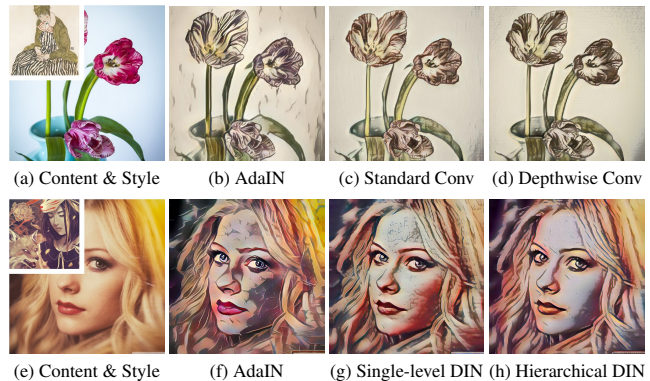 (a) Content & Style (b) AdaIN (c) Standard Conv (d) Depthwise Conv
(e) Content & Style (f) AdaIN (g) Single-level DIN (h) Hierarchical DIN